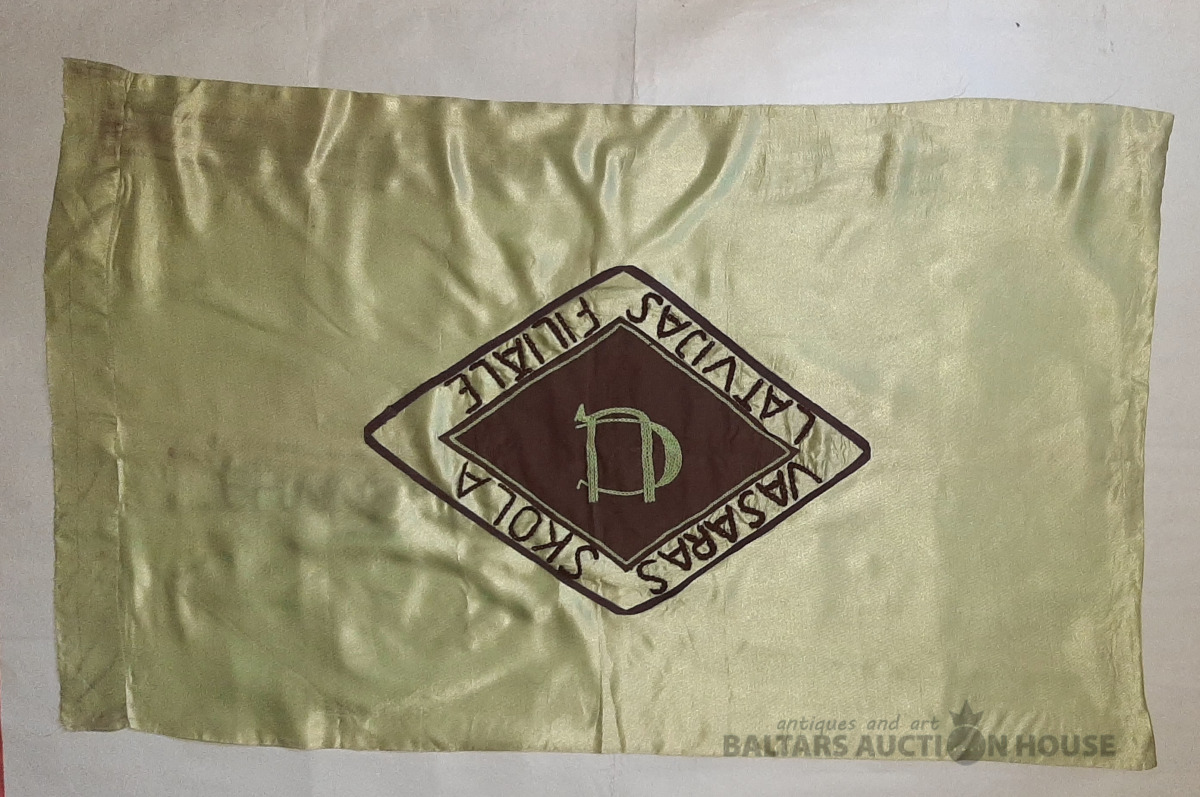 LATVIJAS
FILIĀLE
VASARAS
SKOLA
antiques and art
BALTARS AUCTION HOUSE